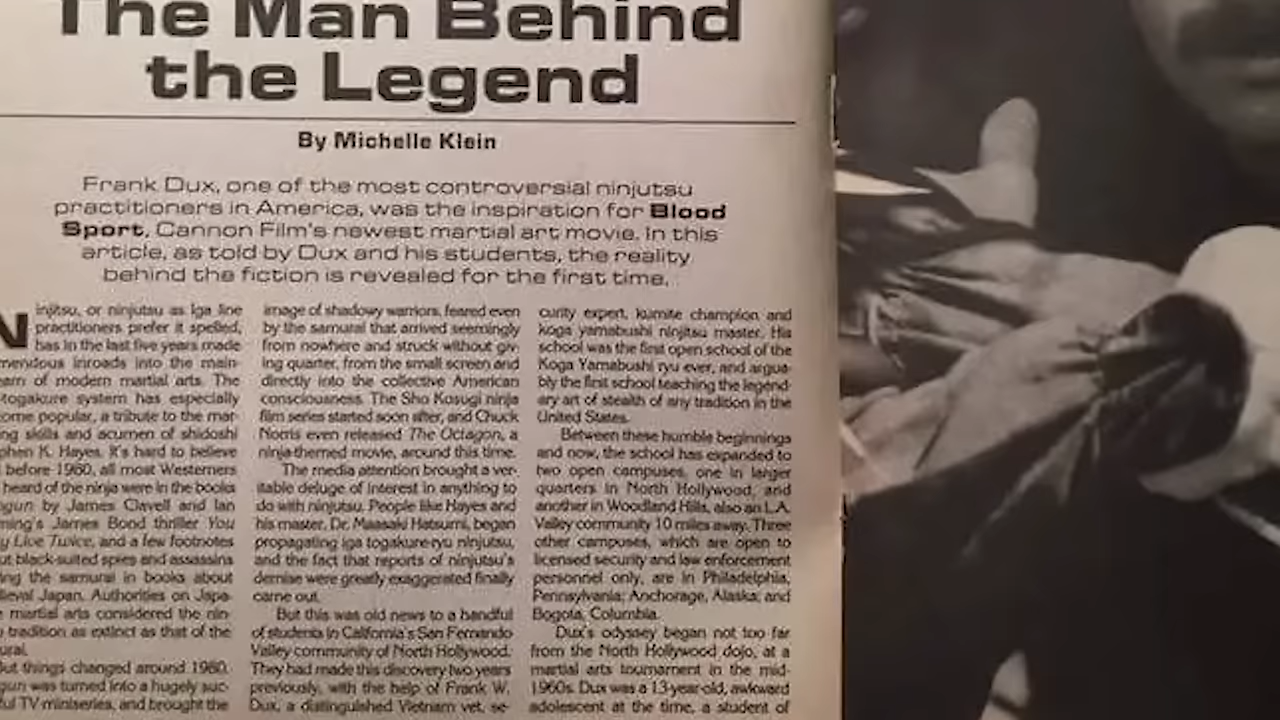 The Man Behind
the Legend
By Michelle Klein
Frank Dux, one of the most controversial ninjutsu
practitioners in America, was the inspiration for Blood
Sport, Cannon Film's newest martial art movie. In this
article, as told by Dux and his students, the reality
behind the fiction is revealed for the first time.
Ninjitsu, or ninjutsu as Iga line
practitioners prefer it spelled,
has in the last five years made
mendous inroads into the main-
eam of modern martial arts. The
togakure system has especially
ome popular, a tribute to the mar-
ng skills and acumen of shidoshi
phen K. Hayes. It's hard to believe
before 1980, all most Westerners
heard of the ninja were in the books
gun by James Clavell and Ian
ming's James Bond thriller You
y Live Twice, and a few footnotes
ut black-suited spies and assassins
ing the samurai in books about
dieval Japan. Authorities on Japa-
e martial arts considered the nin-
tradition as extinct as that of the
urai.
But things changed around 1980.
gun was turned into a hugely suc-
ful TV miniseries, and brought the
image of shadowy warriors, feared even
by the samurai that arrived seemingly
from nowhere and struck without giv-
ing quarter, from the small screen and
directly into the collective American
consciousness. The Sho Kosugi ninja
film series started soon after, and Chuck
Norris even released The Octagon, a
ninja-themed movie, around this time.
The media attention brought a ver-
itable deluge of interest in anything to
do with ninjutsu. People like Hayes and
his master, Dr. Maasaki Hatsumi, began
propagating iga togakure-ryu ninjutsu,
and the fact that reports of ninjutsu's
demise were greatly exaggerated finally
came out.
But this was old news to a handful
of students in California's San Fernando
Valley community of North Hollywood.
They had made this discovery two years
previously, with the help of Frank W.
Dux, a distinguished Vietnam vet, se-
curity expert, kumite champion, and
koga yamabushi ninjitsu master. His
school was the first open school of the
Koga Yamabushi ryu ever, and argua-
bly the first school teaching the legend-
ary art of stealth of any tradition in the
United States.
Between these humble beginnings
and now, the school has expanded to
two open campuses, one in larger
quarters in North Hollywood, and
another in Woodland Hills, also an L.A.
Valley community 10 miles away. Three
other campuses, which are open to
licensed security and law enforcement
personnel only, are in Philadelphia,
Pennsylvania; Anchorage, Alaska; and
Bogota, Columbia.
Dux's odyssey began not too far
from the North Hollywood dojo, at a
martial arts tournament in the mid-
1960s. Dux was a 13-year-old, awkward
adolescent at the time, a student of